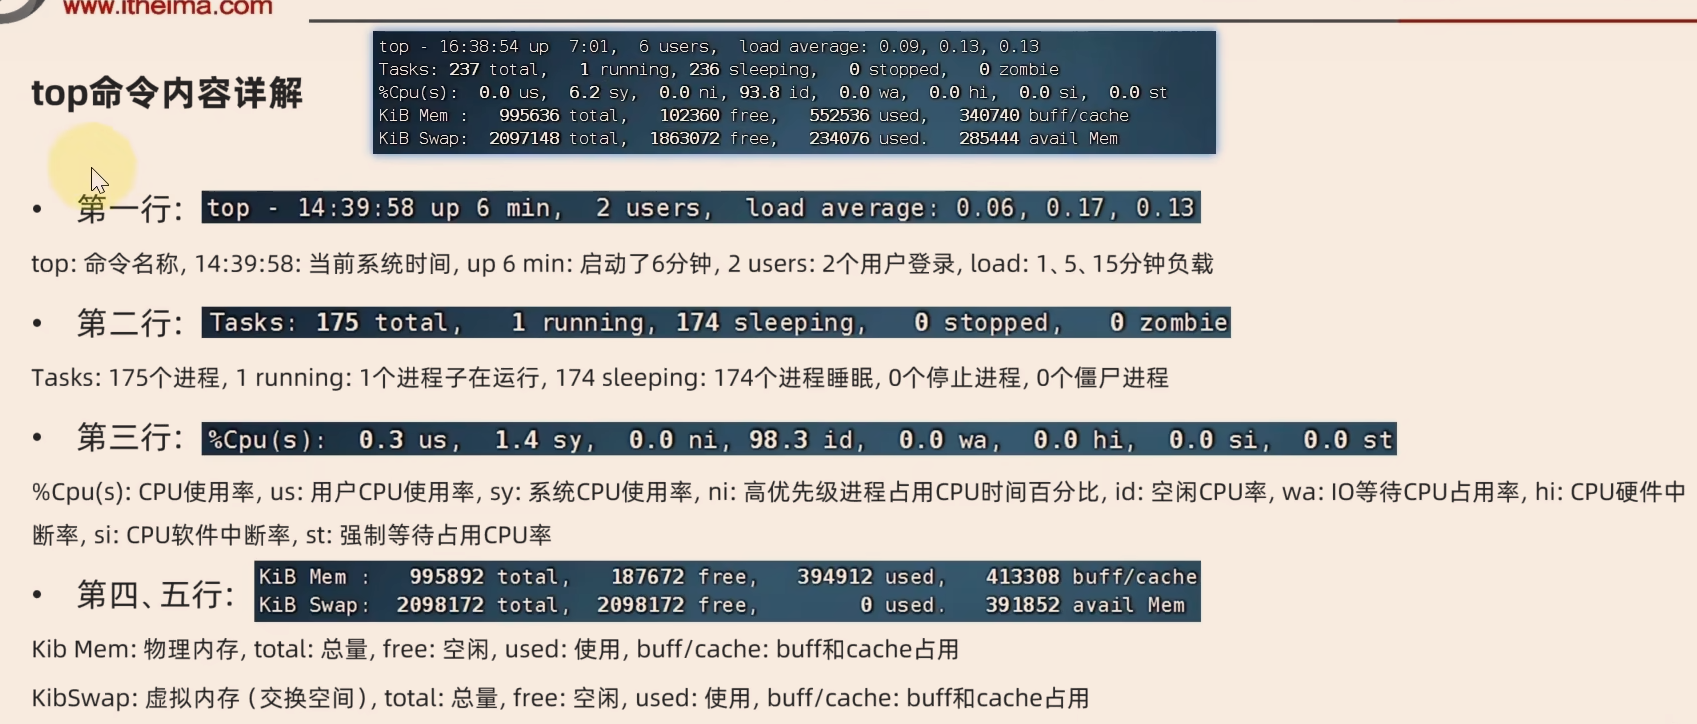 www.itheima.com
top - 16:38:54 up  7:01,  6 users,  load average: 0.09, 0.13, 0.13
Tasks: 237 total,   1 running, 236 sleeping,   0 stopped,   0 zombie
%Cpu(s):  0.0 us,  6.2 sy,  0.0 ni, 93.8 id,  0.0 wa,  0.0 hi,  0.0 si,  0.0 st
KiB Mem :   995636 total,   102360 free,   552536 used,   340740 buff/cache
KiB Swap:  2097148 total,  1863072 free,   234076 used.   285444 avail Mem
top命令内容详解
• 第一行: top - 14:39:58 up 6 min,  2 users,  load average: 0.06, 0.17, 0.13
top: 命令名称, 14:39:58: 当前系统时间, up 6 min: 启动了6分钟, 2 users: 2个用户登录, load: 1、5、15分钟负载
• 第二行: Tasks: 175 total,   1 running, 174 sleeping,   0 stopped,   0 zombie
Tasks: 175个进程, 1 running: 1个进程子在运行, 174 sleeping: 174个进程睡眠, 0个停止进程, 0个僵尸进程
• 第三行: %Cpu(s):  0.3 us,  1.4 sy,  0.0 ni, 98.3 id,  0.0 wa,  0.0 hi,  0.0 si,  0.0 st
%Cpu(s): CPU使用率, us: 用户CPU使用率, sy: 系统CPU使用率, ni: 高优先级进程占用CPU时间百分比, id: 空闲CPU率, wa: IO等待CPU占用率, hi: CPU硬件中
断率, si: CPU软件中断率, st: 强制等待占用CPU率
• 第四、五行:
KiB Mem :   995892 total,   187672 free,   394912 used,   413308 buff/cache
KiB Swap:  2098172 total,  2098172 free,        0 used.   391852 avail Mem
Kib Mem: 物理内存, total: 总量, free: 空闲, used: 使用, buff/cache: buff和cache占用
KibSwap: 虚拟内存 (交换空间), total: 总量, free: 空闲, used: 使用, buff/cache: buff和cache占用